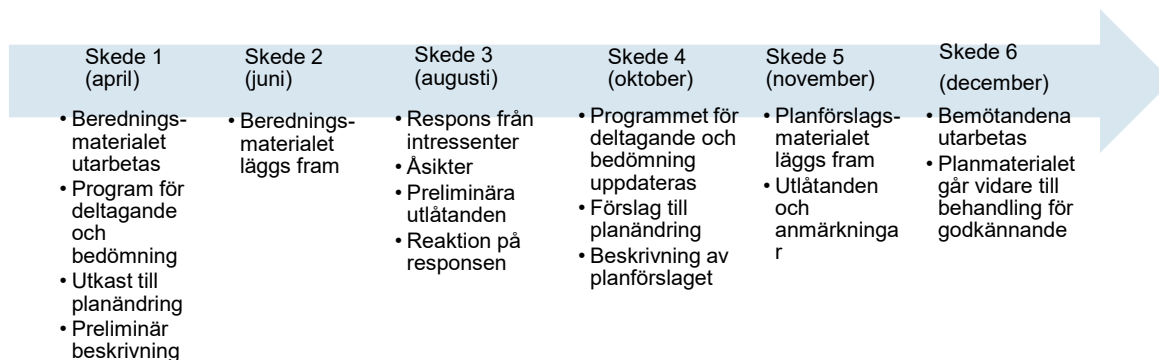 Skede 1
(april)
• Berednings-
materialet
utarbetas
• Program för
deltagande
och
bedömning
• Utkast till
planändring
• Preliminär
beskrivning
Skede 2
(juni)
• Berednings-
materialet
läggs fram
Skede 3
(augusti)
• Respons från
intressenter
• Åsikter
• Preliminära
utlåtanden
• Reaktion på
responsen
Skede 4
(oktober)
• Programmet för
deltagande och
bedömning
uppdateras
• Förslag till
planändring
• Beskrivning av
planförslaget
Skede 5
(november)
• Planförslags-
materialet
läggs fram
• Utlåtanden
och
anmärkninga
r
Skede 6
(december)
• Bemötandena
utarbetas
• Planmaterialet
går vidare till
behandling för
godkännande